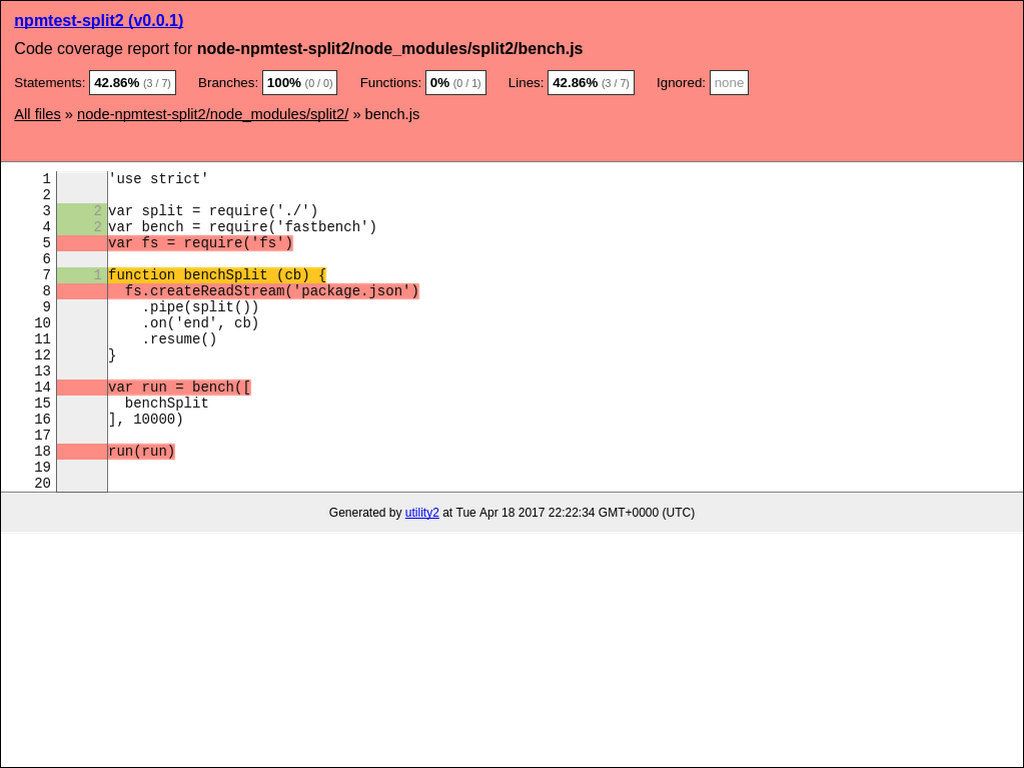 npmtest-split2 (v0.0.1)
Code coverage report for node-npmtest-split2/node_modules/split2/bench.js
Statements: 42.86% (3 / 7) Branches: 100% (0 / 0) Functions: 0% (0 / 1) Lines: 42.86% (3 / 7) Ignored: none
All files » node-npmtest-split2/node_modules/split2/ » bench.js
1 'use strict'
2
3 2 var split = require('./')
4 2 var bench = require('fastbench')
5 var fs = require('fs')
6
7 1 function benchSplit (cb) {
8   fs.createReadStream('package.json')
9     .pipe(split())
10     .on('end', cb)
11     .resume()
12 }
13
14 var run = bench([
15   benchSplit
16 ], 10000)
17
18 run(run)
19
20
Generated by utility2 at Tue Apr 18 2017 22:22:34 GMT+0000 (UTC)